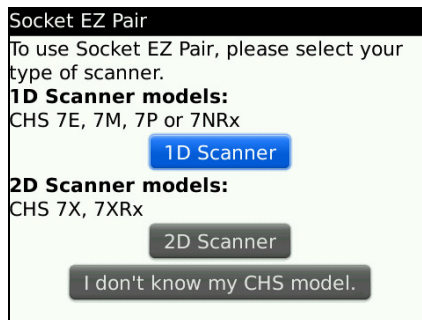 Socket EZ Pair
To use Socket EZ Pair, please select your
type of scanner.
1D Scanner models:
CHS 7E, 7M, 7P or 7NRx
1D Scanner
2D Scanner models:
CHS 7X, 7XRx
2D Scanner
I don't know my CHS model.